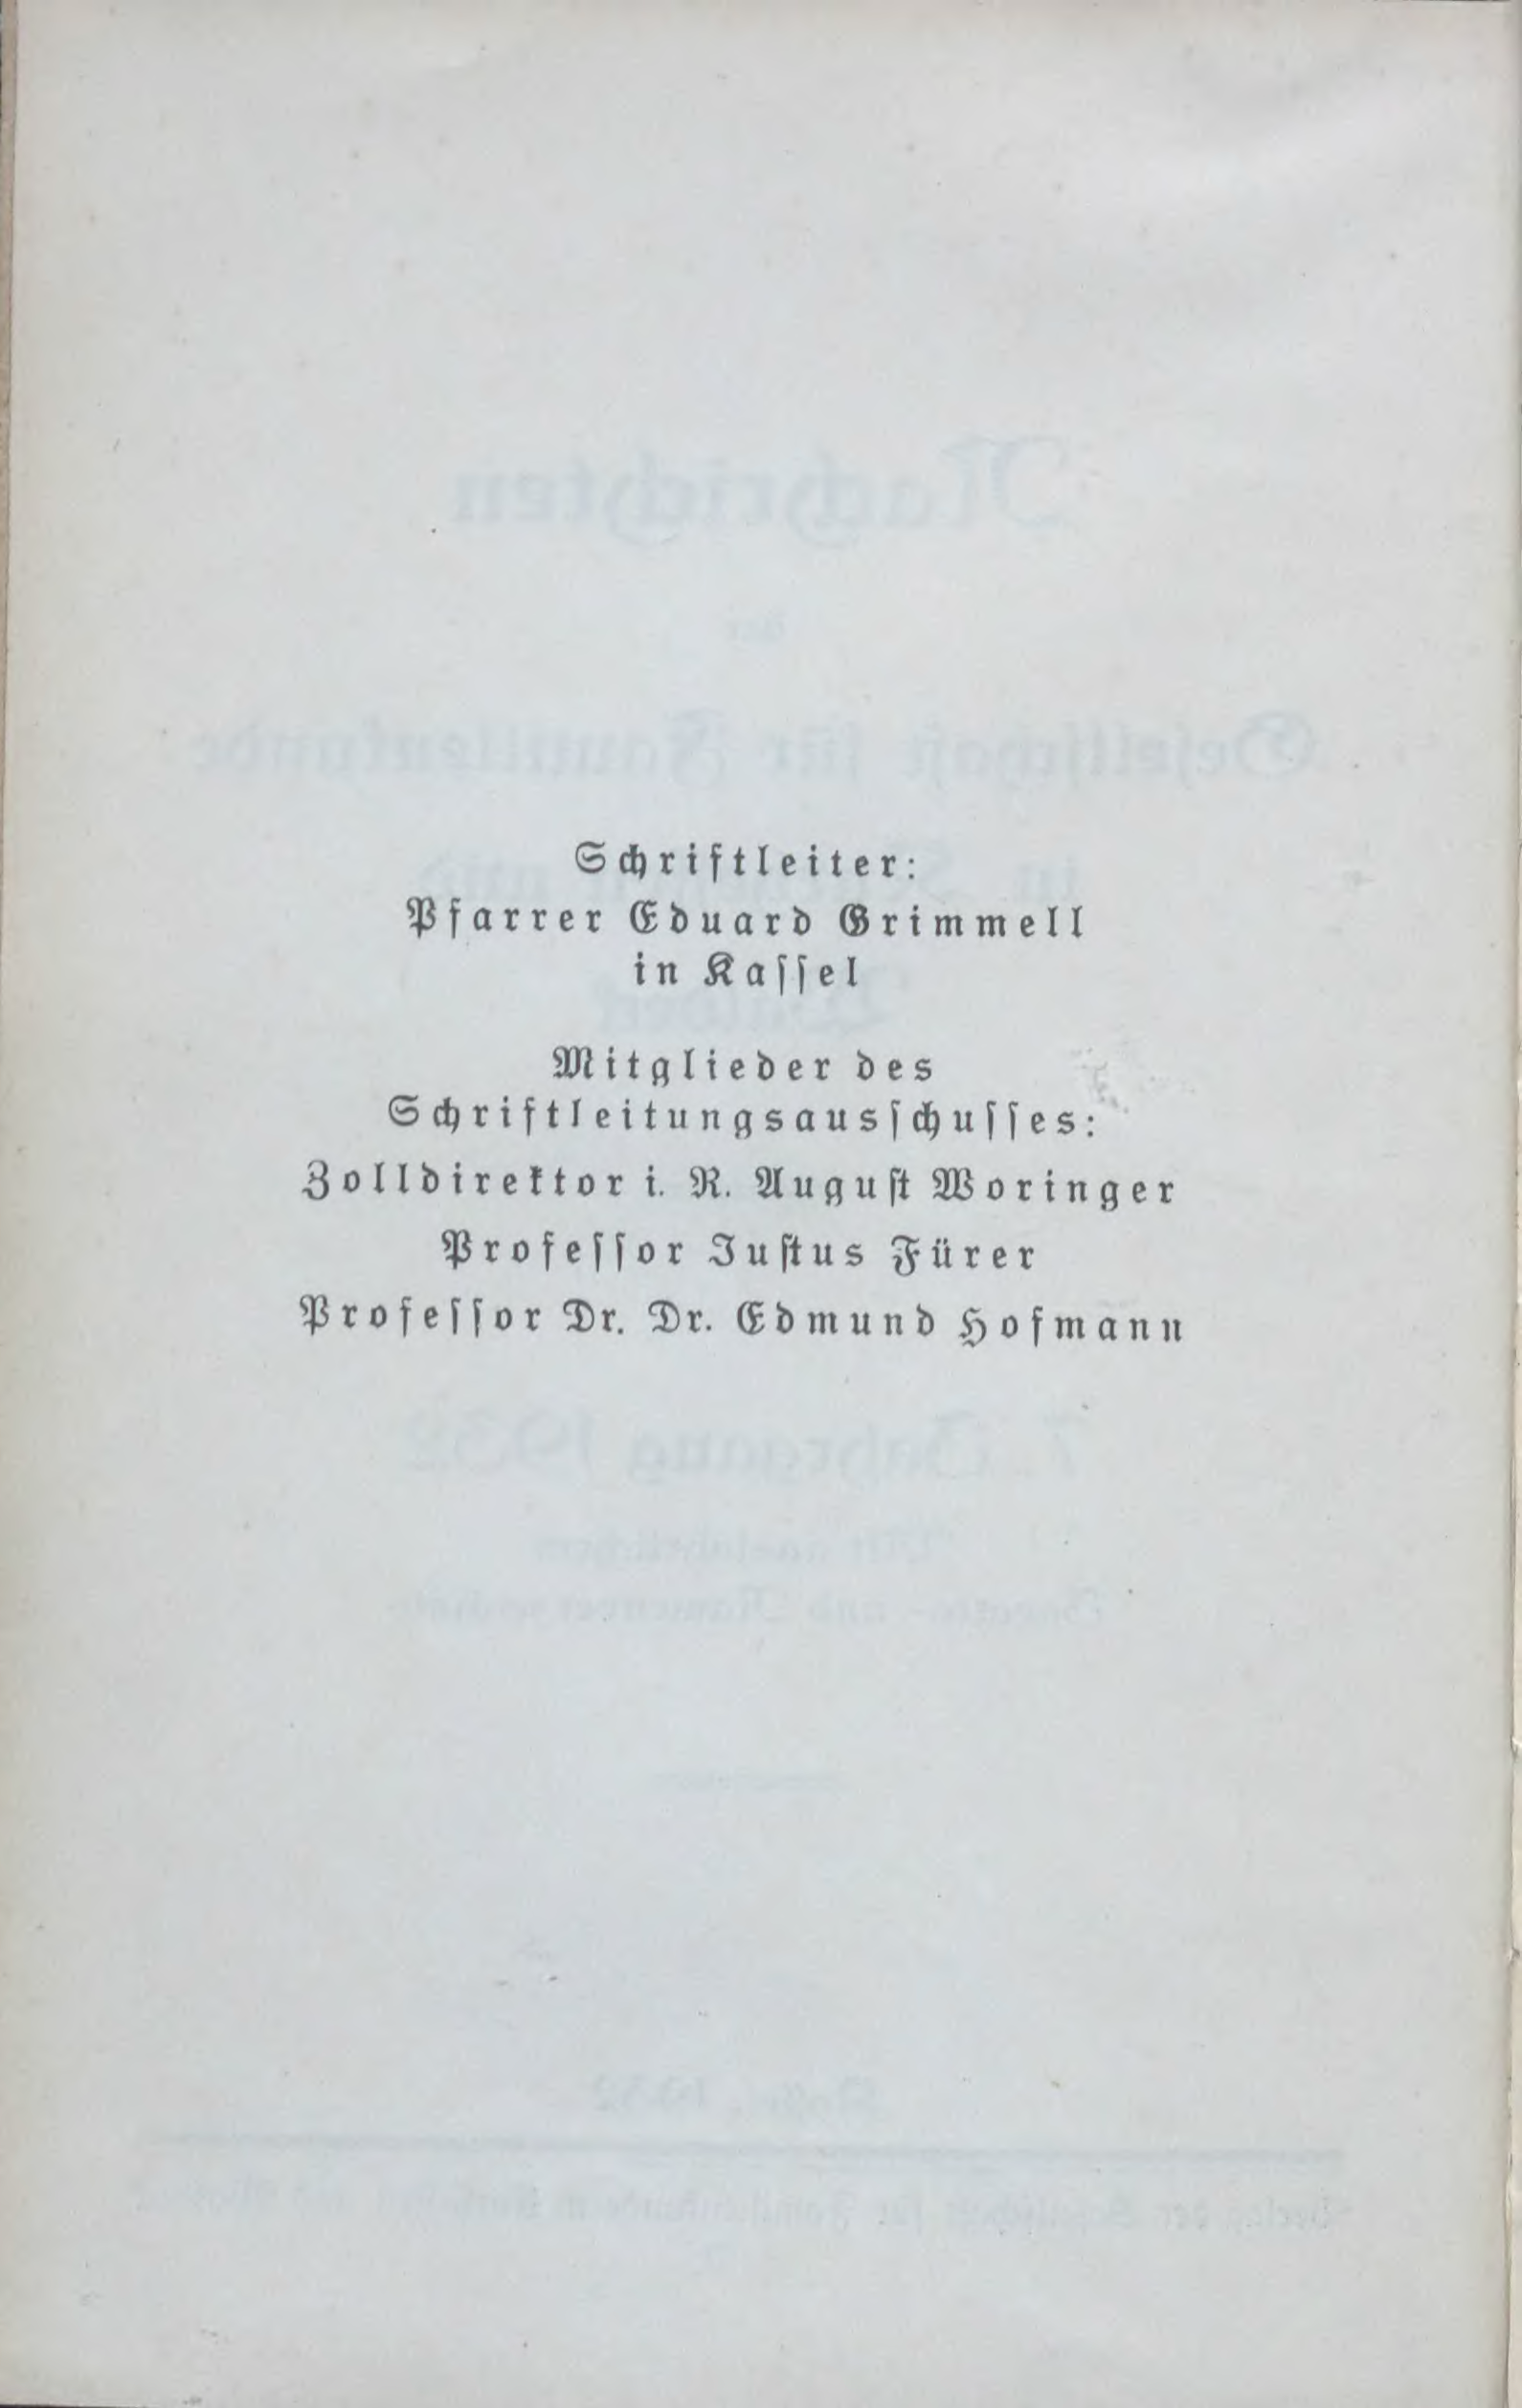 Schriftleiter:
Pfarrer Eduard Grimmell
in Kaſſel
Mitglieder des
Schriftleitungsausſchuſſes:
Zolldirektor i. R. Auguſt Woringer
Profeſſor Juſtus Fürer
Profeſſor Dr. Dr. Edmund Hofmann